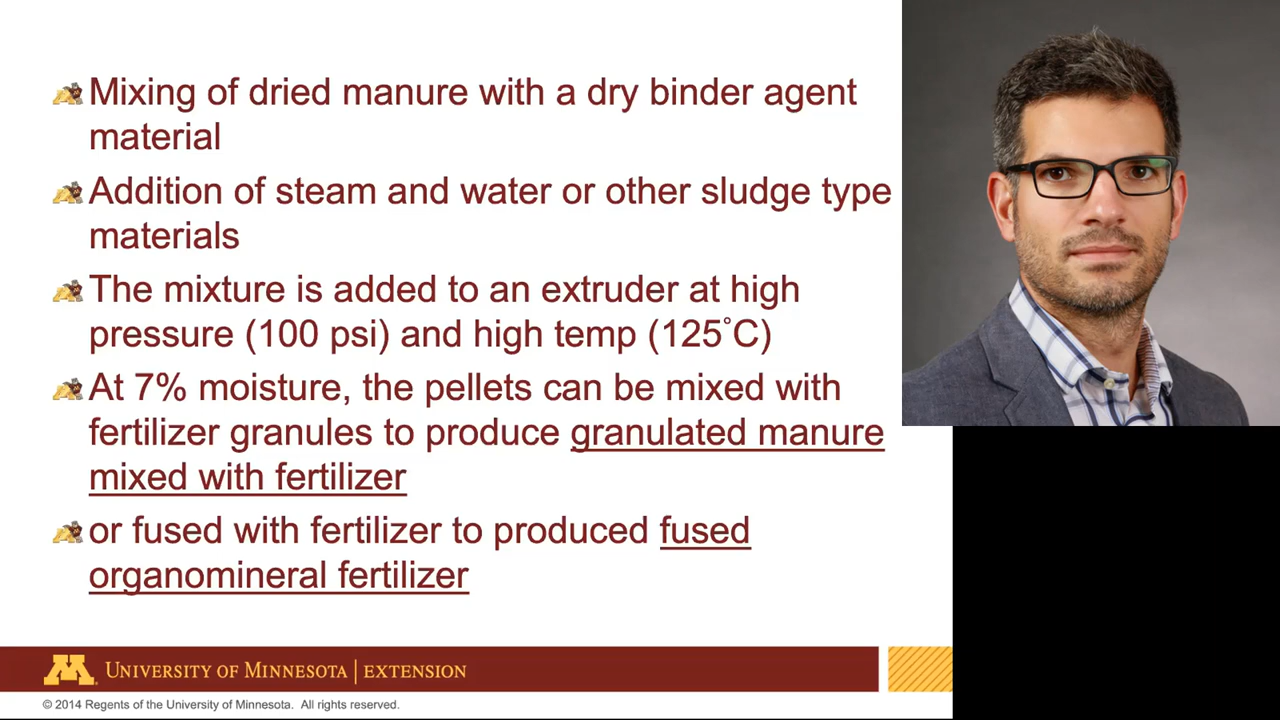 Mixing of dried manure with a dry binder agent
material
Addition of steam and water or other sludge type
materials
The mixture is added to an extruder at high
pressure (100 psi) and high temp (125°C)
At 7% moisture, the pellets can be mixed with
fertilizer granules to produce granulated manure
mixed with fertilizer
or fused with fertilizer to produced fused
organomineral fertilizer
M UNIVERSITY OF MINNESOTA | EXTENSION
© 2014 Regents of the University of Minnesota. All rights reserved.